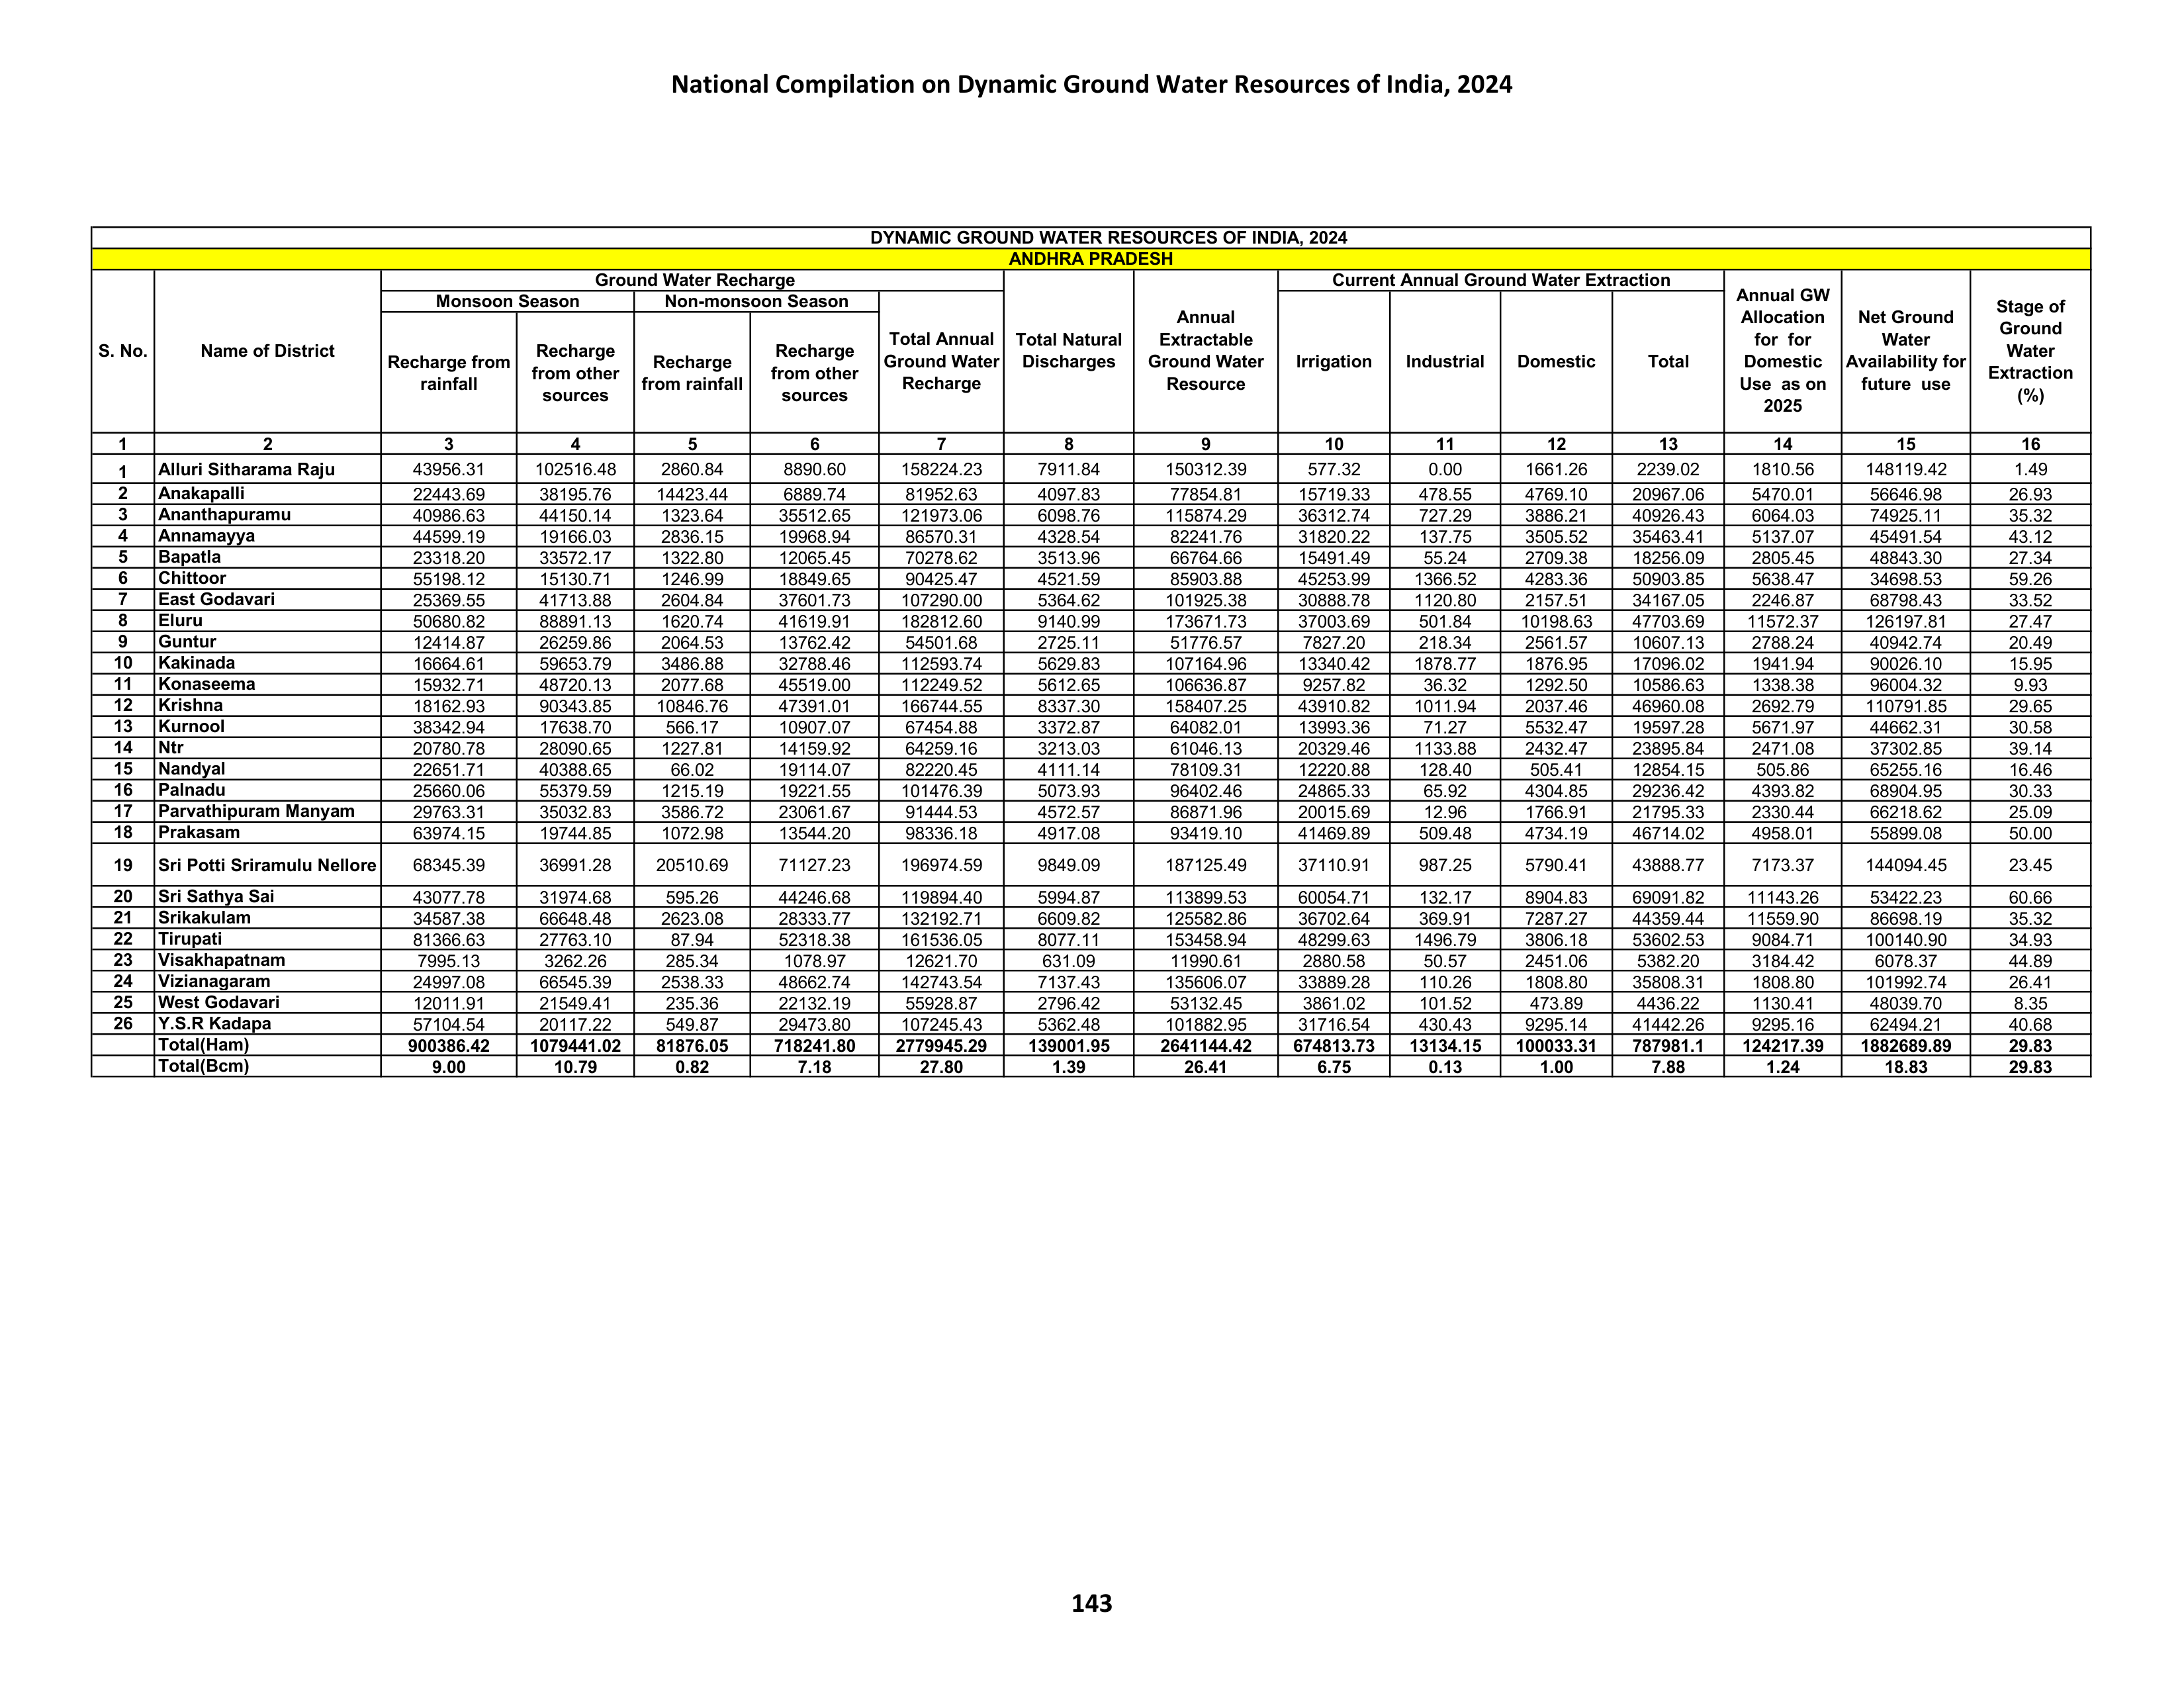 National Compilation on Dynamic Ground Water Resources of India, 2024
DYNAMIC GROUND WATER RESOURCES OF INDIA, 2024
ANDHRA PRADESH
S. No. Name of District Ground Water Recharge Total Natural Discharges Annual Extractable Ground Water Resource Current Annual Ground Water Extraction Annual GW Allocation for for Domestic Use as on 2025 Net Ground Water Availability for future use Stage of Ground Water Extraction (%)
Monsoon Season Non-monsoon Season Total Annual Ground Water Recharge Irrigation Industrial Domestic Total
Recharge from rainfall Recharge from other sources Recharge from rainfall Recharge from other sources
1 2 3 4 5 6 7 8 9 10 11 12 13 14 15 16
1 Alluri Sitharama Raju 43956.31 102516.48 2860.84 8890.60 158224.23 7911.84 150312.39 577.32 0.00 1661.26 2239.02 1810.56 148119.42 1.49
2 Anakapalli 22443.69 38195.76 14423.44 6889.74 81952.63 4097.83 77854.81 15719.33 478.55 4769.10 20967.06 5470.01 56646.98 26.93
3 Ananthapuramu 40986.63 44150.14 1323.64 35512.65 121973.06 6098.76 115874.29 36312.74 727.29 3886.21 40926.43 6064.03 74925.11 35.32
4 Annamayya 44599.19 19166.03 2836.15 19968.94 86570.31 4328.54 82241.76 31820.22 137.75 3505.52 35463.41 5137.07 45491.54 43.12
5 Bapatla 23318.20 33572.17 1322.80 12065.45 70278.62 3513.96 66764.66 15491.49 55.24 2709.38 18256.09 2805.45 48843.30 27.34
6 Chittoor 55198.12 15130.71 1246.99 18849.65 90425.47 4521.59 85903.88 45253.99 1366.52 4283.36 50903.85 5638.47 34698.53 59.26
7 East Godavari 25369.55 41713.88 2604.84 37601.73 107290.00 5364.62 101925.38 30888.78 1120.80 2157.51 34167.05 2246.87 68798.43 33.52
8 Eluru 50680.82 88891.13 1620.74 41619.91 182812.60 9140.99 173671.73 37003.69 501.84 10198.63 47703.69 11572.37 126197.81 27.47
9 Guntur 12414.87 26259.86 2064.53 13762.42 54501.68 2725.11 51776.57 7827.20 218.34 2561.57 10607.13 2788.24 40942.74 20.49
10 Kakinada 16664.61 59653.79 3486.88 32788.46 112593.74 5629.83 107164.96 13340.42 1878.77 1876.95 17096.02 1941.94 90026.10 15.95
11 Konaseema 15932.71 48720.13 2077.68 45519.00 112249.52 5612.65 106636.87 9257.82 36.32 1292.50 10586.63 1338.38 96004.32 9.93
12 Krishna 18162.93 90343.85 10846.76 47391.01 166744.55 8337.30 158407.25 43910.82 1011.94 2037.46 46960.08 2692.79 110791.85 29.65
13 Kurnool 38342.94 17638.70 566.17 10907.07 67454.88 3372.87 64082.01 13993.36 71.27 5532.47 19597.28 5671.97 44662.31 30.58
14 Ntr 20780.78 28090.65 1227.81 14159.92 64259.16 3213.03 61046.13 20329.46 1133.88 2432.47 23895.84 2471.08 37302.85 39.14
15 Nandyal 22651.71 40388.65 66.02 19114.07 82220.45 4111.14 78109.31 12220.88 128.40 505.41 12854.15 505.86 65255.16 16.46
16 Palnadu 25660.06 55379.59 1215.19 19221.55 101476.39 5073.93 96402.46 24865.33 65.92 4304.85 29236.42 4393.82 68904.95 30.33
17 Parvathipuram Manyam 29763.31 35032.83 3586.72 23061.67 91444.53 4572.57 86871.96 20015.69 12.96 1766.91 21795.33 2330.44 66218.62 25.09
18 Prakasam 63974.15 19744.85 1072.98 13544.20 98336.18 4917.08 93419.10 41469.89 509.48 4734.19 46714.02 4958.01 55899.08 50.00
19 Sri Potti Sriramulu Nellore 68345.39 36991.28 20510.69 71127.23 196974.59 9849.09 187125.49 37110.91 987.25 5790.41 43888.77 7173.37 144094.45 23.45
20 Sri Sathya Sai 43077.78 31974.68 595.26 44246.68 119894.40 5994.87 113899.53 60054.71 132.17 8904.83 69091.82 11143.26 53422.23 60.66
21 Srikakulam 34587.38 66648.48 2623.08 28333.77 132192.71 6609.82 125582.86 36702.64 369.91 7287.27 44359.44 11559.90 86698.19 35.32
22 Tirupati 81366.63 27763.10 87.94 52318.38 161536.05 8077.11 153458.94 48299.63 1496.79 3806.18 53602.53 9084.71 100140.90 34.93
23 Visakhapatnam 7995.13 3262.26 285.34 1078.97 12621.70 631.09 11990.61 2880.58 50.57 2451.06 5382.20 3184.42 6078.37 44.89
24 Vizianagaram 24997.08 66545.39 2538.33 48662.74 142743.54 7137.43 135606.07 33889.28 110.26 1808.80 35808.31 1808.80 101992.74 26.41
25 West Godavari 12011.91 21549.41 235.36 22132.19 55928.87 2796.42 53132.45 3861.02 101.52 473.89 4436.22 1130.41 48039.70 8.35
26 Y.S.R Kadapa 57104.54 20117.22 549.87 29473.80 107245.43 5362.48 101882.95 31716.54 430.43 9295.14 41442.26 9295.16 62494.21 40.68
Total(Ham) 900386.42 1079441.02 81876.05 718241.80 2779945.29 139001.95 2641144.42 674813.73 13134.15 100033.31 787981.1 124217.39 1882689.89 29.83
Total(Bcm) 9.00 10.79 0.82 7.18 27.80 1.39 26.41 6.75 0.13 1.00 7.88 1.24 18.83 29.83
143